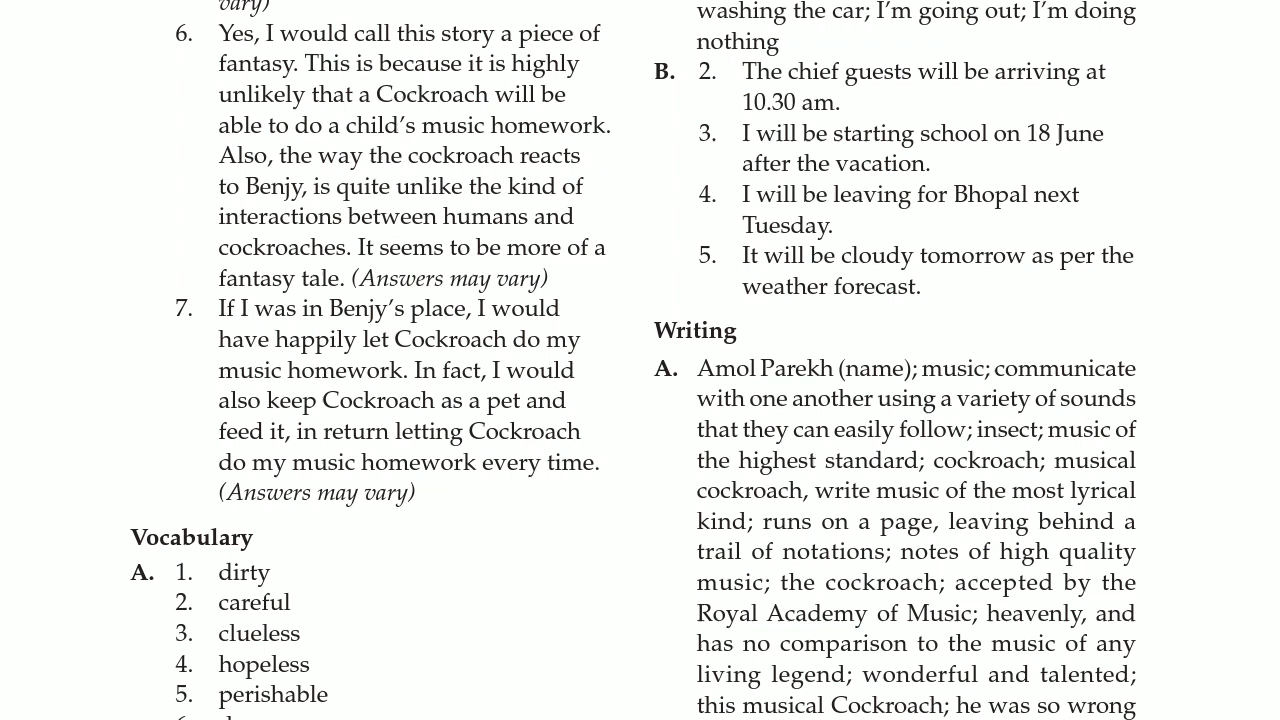 vary)
6. Yes, I would call this story a piece of
fantasy. This is because it is highly
unlikely that a Cockroach will be
able to do a child’s music homework.
Also, the way the cockroach reacts
to Benjy, is quite unlike the kind of
interactions between humans and
cockroaches. It seems to be more of a
fantasy tale. (Answers may vary)
7. If I was in Benjy’s place, I would
have happily let Cockroach do my
music homework. In fact, I would
also keep Cockroach as a pet and
feed it, in return letting Cockroach
do my music homework every time.
(Answers may vary)
Vocabulary
A. 1. dirty
2. careful
3. clueless
4. hopeless
5. perishable
washing the car; I’m going out; I’m doing
nothing
B. 2. The chief guests will be arriving at
10.30 am.
3. I will be starting school on 18 June
after the vacation.
4. I will be leaving for Bhopal next
Tuesday.
5. It will be cloudy tomorrow as per the
weather forecast.
Writing
A. Amol Parekh (name); music; communicate
with one another using a variety of sounds
that they can easily follow; insect; music of
the highest standard; cockroach; musical
cockroach, write music of the most lyrical
kind; runs on a page, leaving behind a
trail of notations; notes of high quality
music; the cockroach; accepted by the
Royal Academy of Music; heavenly, and
has no comparison to the music of any
living legend; wonderful and talented;
this musical Cockroach; he was so wrong